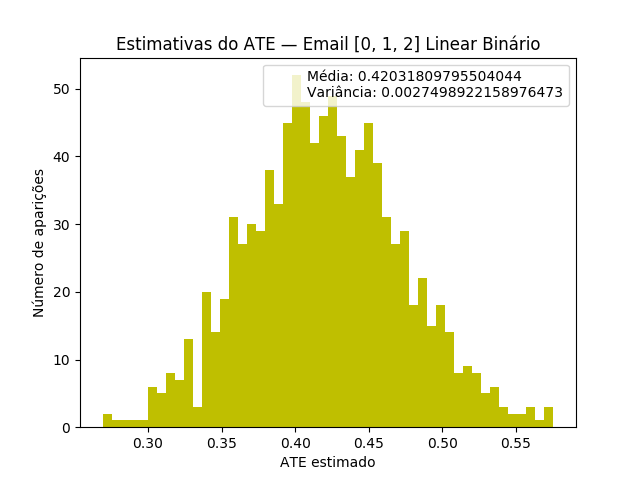 Estimativas do ATE — Email [0, 1, 2] Linear Binário
Média: 0.42031809795504044
Variância: 0.0027498922158976473
Número de aparições
50
40
30
20
10
0
0.30 0.35 0.40 0.45 0.50 0.55
ATE estimado